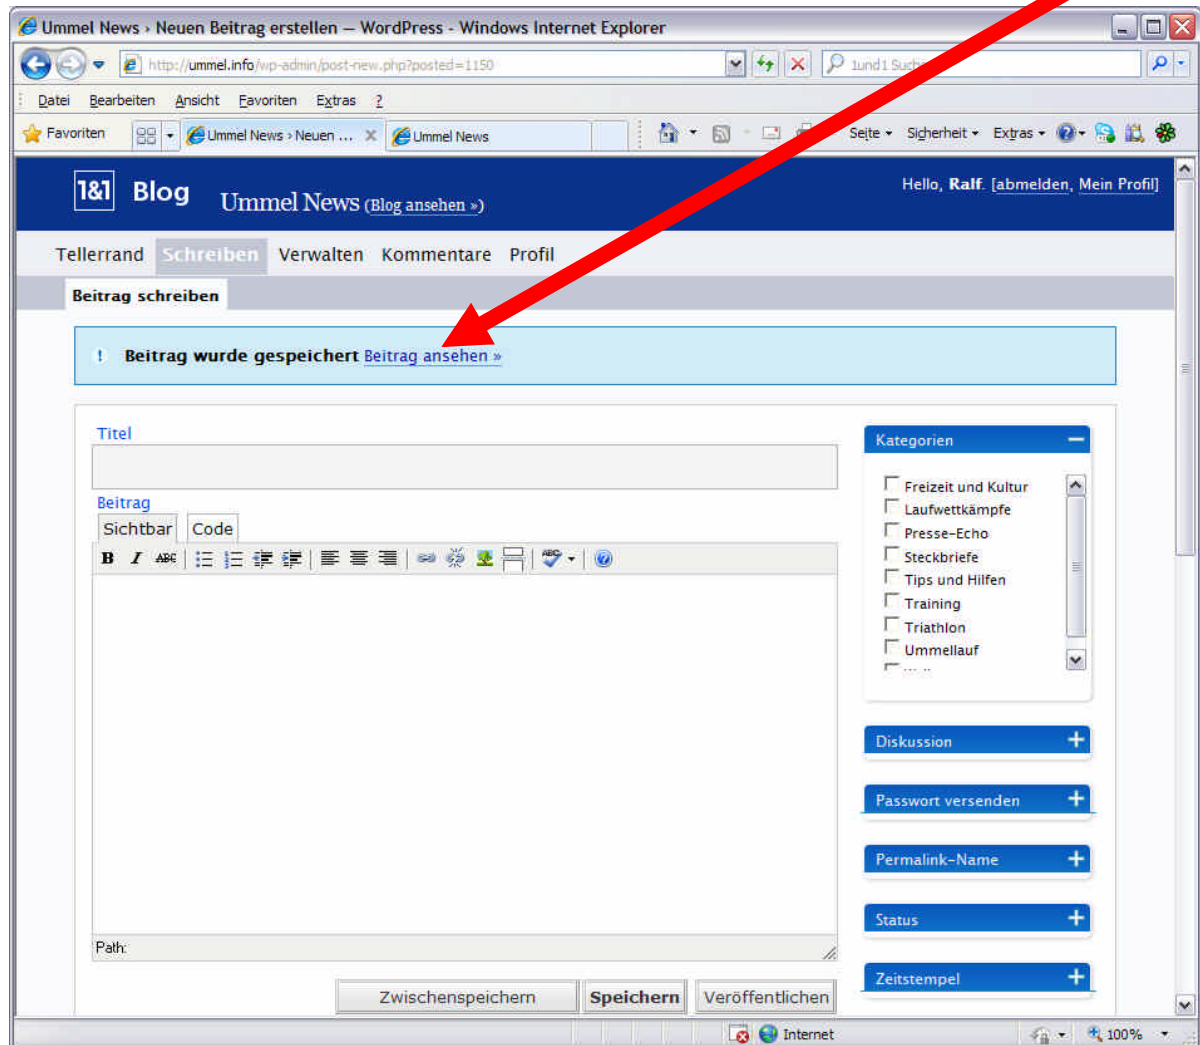 Ummel News › Neuen Beitrag erstellen — WordPress - Windows Internet Explorer
http://ummel.info/wp-admin/post-new.php?posted=1150
1und1
Datei Bearbeiten Ansicht Favoriten Extras ?
Favoriten Ummel News › Neuen ... Ummel News Seite Sicherheit Extras
1&1 Blog Ummel News (Blog ansehen »)
Hello, Ralf. [abmelden, Mein Profil]
Tellerrand Schreiben Verwalten Kommentare Profil
Beitrag schreiben
! Beitrag wurde gespeichert Beitrag ansehen »
Titel
Beitrag
Sichtbar Code
B I ABC ABC
Path:
Zwischenspeichern Speichern Veröffentlichen
Kategorien
Freizeit und Kultur
Laufwettkämpfe
Presse-Echo
Steckbriefe
Tips und Hilfen
Training
Triathlon
Ummellauf
Diskussion
Passwort versenden
Permalink-Name
Status
Zeitstempel
Internet 100%